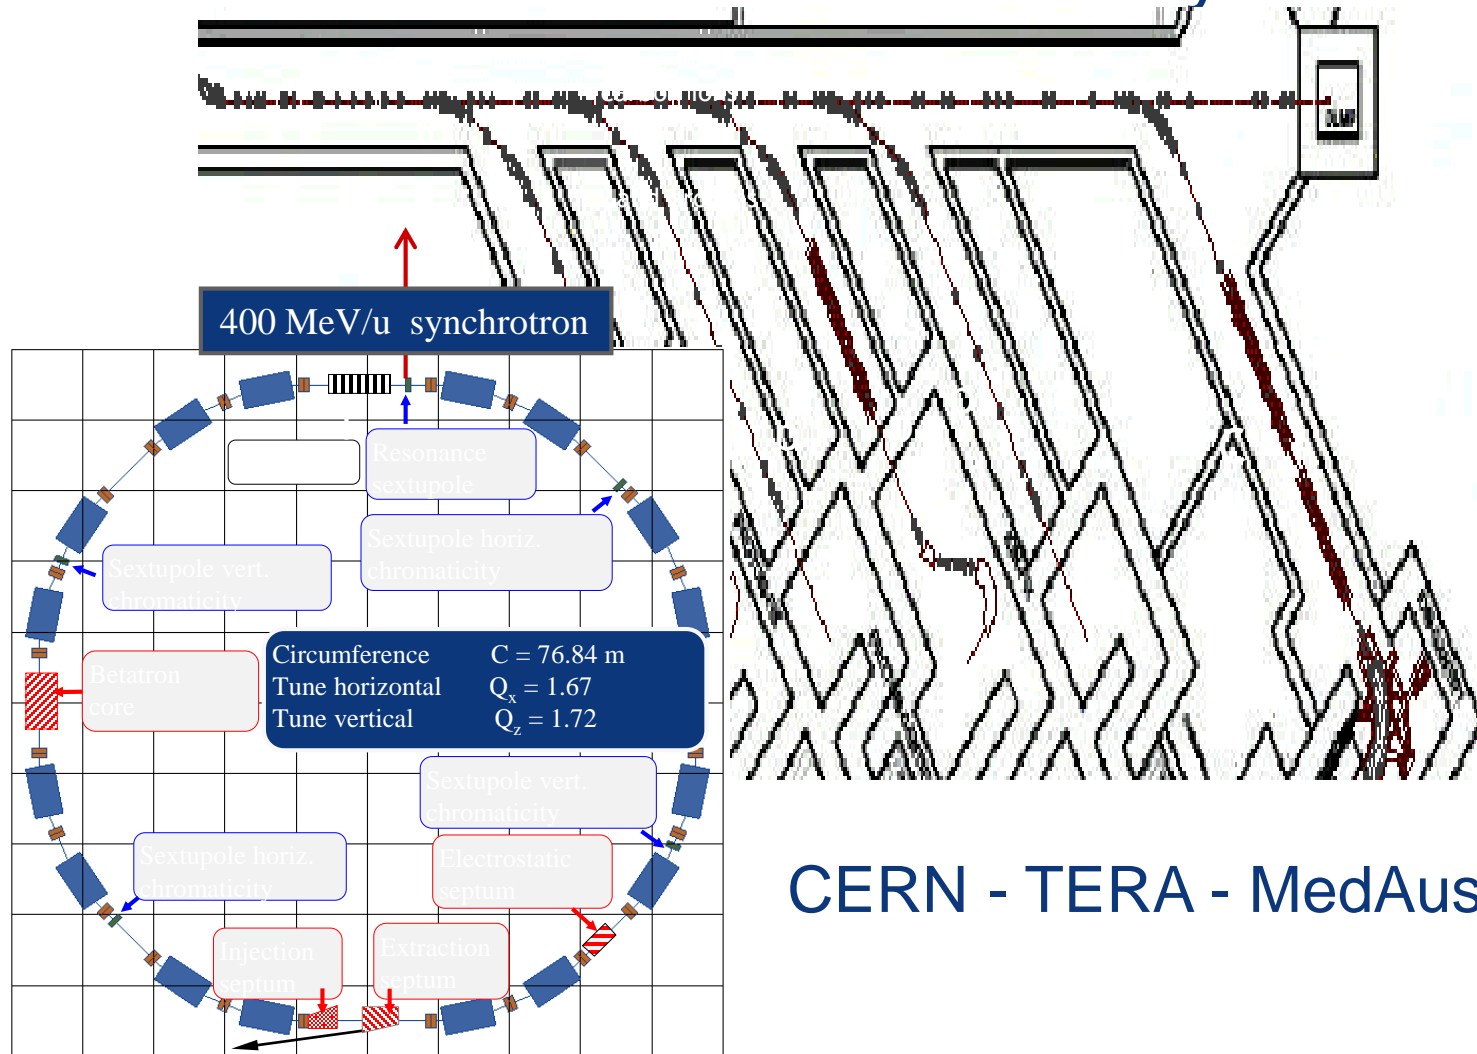 DUMP
400 MeV/u synchrotron
Resonance
sextupole
Sextupole horiz.
chromaticity
Sextupole vert.
chromaticity
Circumference C = 76.84 m
Tune horizontal Qx = 1.67
Tune vertical Qz = 1.72
Betatron
core
Sextupole vert.
chromaticity
Sextupole horiz.
chromaticity
Electrostatic
septum
Injection
septum
Extraction
septum
CERN - TERA - MedAus